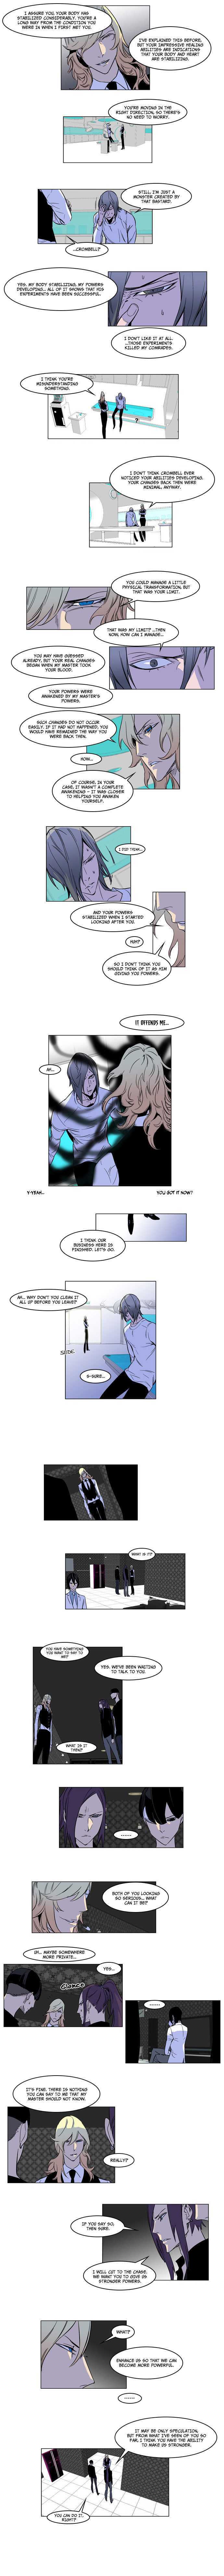 I ASSURE YOU, YOUR BODY HAS
STABILIZED CONSIDERABLY. YOU'RE A
LONG WAY FROM THE CONDITION YOU
WERE IN WHEN I FIRST MET YOU.
I'VE EXPLAINED THIS BEFORE,
BUT YOUR IMPRESSIVE HEALING
ABILITIES ARE INDICATIONS
THAT YOUR BODY AND HEART
ARE STABILIZING.
YOU'RE MOVING IN THE
RIGHT DIRECTION, SO THERE'S
NO NEED TO WORRY.
STILL, I'M JUST A
MONSTER CREATED BY
THAT BASTARD.
...CROMBELL?
YES. MY BODY STABILIZING, MY POWERS
DEVELOPING... ALL OF IT SHOWS THAT HIS
EXPERIMENTS HAVE BEEN SUCCESSFUL.
I DON'T LIKE IT AT ALL.
...THOSE EXPERIMENTS
KILLED MY COMRADES.
I THINK YOU'RE
MISUNDERSTANDING
SOMETHING.
?
I DON'T THINK CROMBELL EVER
NOTICED YOUR ABILITIES DEVELOPING.
YOUR CHANGES BACK THEN WERE
MINIMAL, ANYWAY.
YOU COULD MANAGE A LITTLE
PHYSICAL TRANSFORMATION, BUT
THAT WAS YOUR LIMIT.
THAT WAS MY LIMIT? ...THEN
NOW, HOW CAN I MANAGE...
YOU MAY HAVE GUESSED
ALREADY, BUT YOUR REAL CHANGES
BEGAN WHEN MY MASTER TOOK
YOUR BLOOD.
YOUR POWERS WERE
AWAKENED BY MY MASTER'S
POWERS.
SUCH CHANGES DO NOT OCCUR
EASILY. IF IT HAD NOT HAPPENED, YOU
WOULD HAVE REMAINED THE WAY YOU
WERE BACK THEN.
HOW...
OF COURSE, IN YOUR
CASE, IT WASN'T A COMPLETE
AWAKENING - IT WAS CLOSER
TO HELPING YOU AWAKEN
YOURSELF.
I DID THINK...
AND YOUR POWERS
STABILIZED WHEN I STARTED
LOOKING AFTER YOU.
HIM?
SO I DON'T THINK YOU
SHOULD THINK OF IT AS HIM
GIVING YOU POWERS.
IT OFFENDS ME...
AH...
Y-YEAH..
YOU GOT IT NOW?
I THINK OUR
BUSINESS HERE IS
FINISHED. LET'S GO.
AH... WHY DON'T YOU CLEAN IT
ALL UP BEFORE YOU LEAVE?
SLIDE
S-SURE...
WHAT IS IT?
YOU HAVE SOMETHING
YOU WANT TO SAY TO
ME?
YES. WE'VE BEEN WAITING
TO TALK TO YOU.
WHAT IS IT
THEN?
......
BOTH OF YOU LOOKING
SO SERIOUS... WHAT
CAN IT BE?
UM... MAYBE SOMEWHERE
MORE PRIVATE...
YES...
Glance
......
IT'S FINE. THERE IS NOTHING
YOU CAN SAY TO ME THAT MY
MASTER SHOULD NOT KNOW.
REALLY?
IF YOU SAY SO,
THEN SURE.
I WILL CUT TO THE CHASE.
WE WANT YOU TO GIVE US
STRONGER POWERS.
WHAT?
ENHANCE US SO THAT WE CAN
BECOME MORE POWERFUL.
......
IT MAY BE ONLY SPECULATION,
BUT FROM WHAT I'VE SEEN OF YOU SO
FAR, I THINK YOU HAVE THE ABILITY
TO MAKE US STRONGER.
YOU CAN DO IT,
RIGHT?